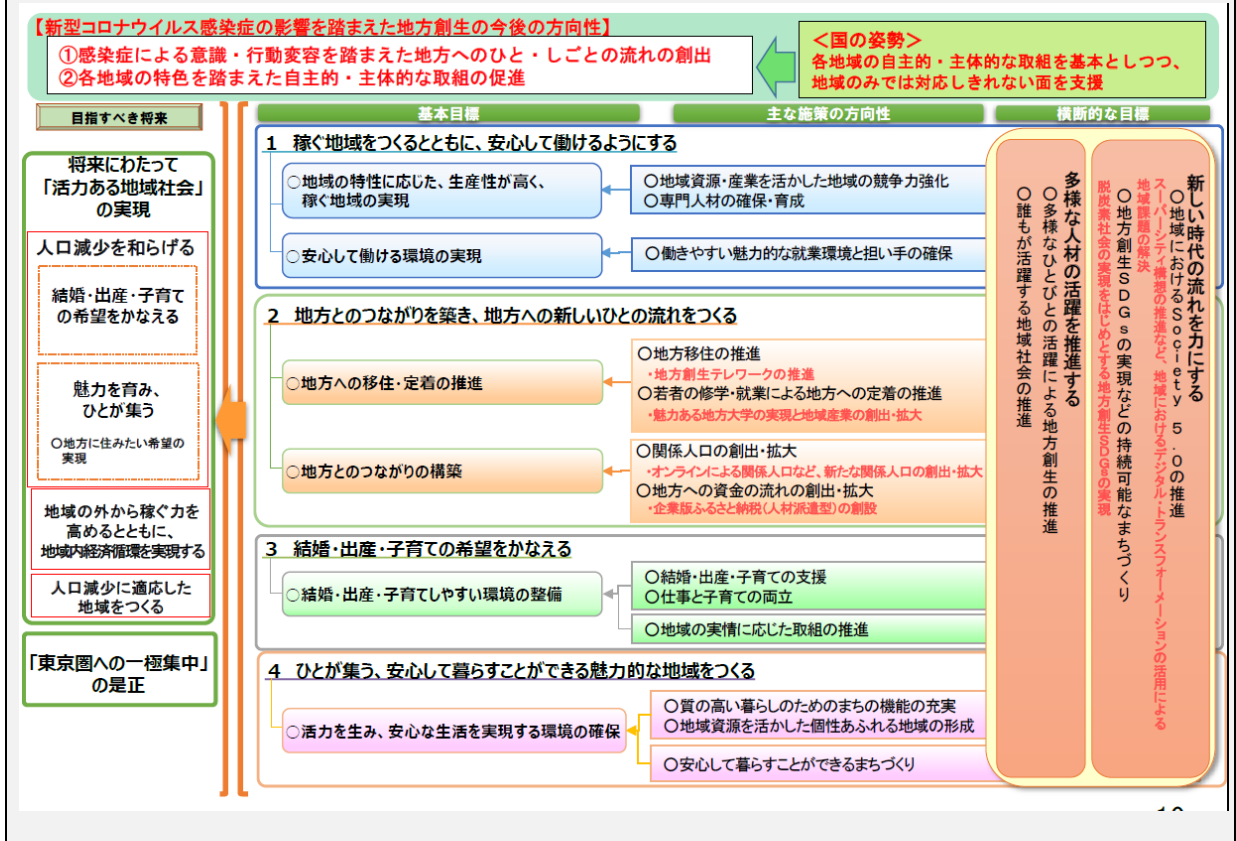 【新型コロナウイルス感染症の影響を踏まえた地方創生の今後の方向性】
①感染症による意識・行動変容を踏まえた地方へのひと・しごとの流れの創出
②各地域の特色を踏まえた自主的・主体的な取組の促進
＜国の姿勢＞
各地域の自主的・主体的な取組を基本としつつ、
地域のみでは対応しきれない面を支援
目指すべき将来
将来にわたって
「活力ある地域社会」
の実現
人口減少を和らげる
結婚・出産・子育て
の希望をかなえる
魅力を育み、
ひとが集う
○地方に住みたい希望の
実現
地域の外から稼ぐ力を
高めるとともに、
地域内経済循環を実現する
人口減少に適応した
地域をつくる
「東京圏への一極集中」
の是正
基本目標
主な施策の方向性
横断的な目標
1 稼ぐ地域をつくるとともに、安心して働けるようにする
○地域の特性に応じた、生産性が高く、
稼ぐ地域の実現
○地域資源・産業を活かした地域の競争力強化
○専門人材の確保・育成
○安心して働ける環境の実現
○働きやすい魅力的な就業環境と担い手の確保
2 地方とのつながりを築き、地方への新しいひとの流れをつくる
○地方への移住・定着の推進
○地方移住の推進
・地方創生テレワークの推進
○若者の修学・就業による地方への定着の推進
・魅力ある地方大学の実現と地域産業の創出・拡大
○地方とのつながりの構築
○関係人口の創出・拡大
・オンラインによる関係人口など、新たな関係人口の創出・拡大
○地方への資金の流れの創出・拡大
・企業版ふるさと納税（人材派遣型）の創設
3 結婚・出産・子育ての希望をかなえる
○結婚・出産・子育てしやすい環境の整備
○結婚・出産・子育ての支援
○仕事と子育ての両立
○地域の実情に応じた取組の推進
4 ひとが集う、安心して暮らすことができる魅力的な地域をつくる
○活力を生み、安心な生活を実現する環境の確保
○質の高い暮らしのためのまちの機能の充実
○地域資源を活かした個性あふれる地域の形成
○安心して暮らすことができるまちづくり
新しい時代の流れを力にする
○地域におけるSociety 5.0の推進
スーパーシティ構想の推進など、地域におけるデジタル・トランスフォーメーションの活用による
地域課題の解決
○地方創生SDGsの実現などの持続可能なまちづくり
脱炭素社会の実現をはじめとする地方創生SDGsの実現
多様な人材の活躍を推進する
○多様なひとびとの活躍による地方創生の推進
○誰もが活躍する地域社会の推進